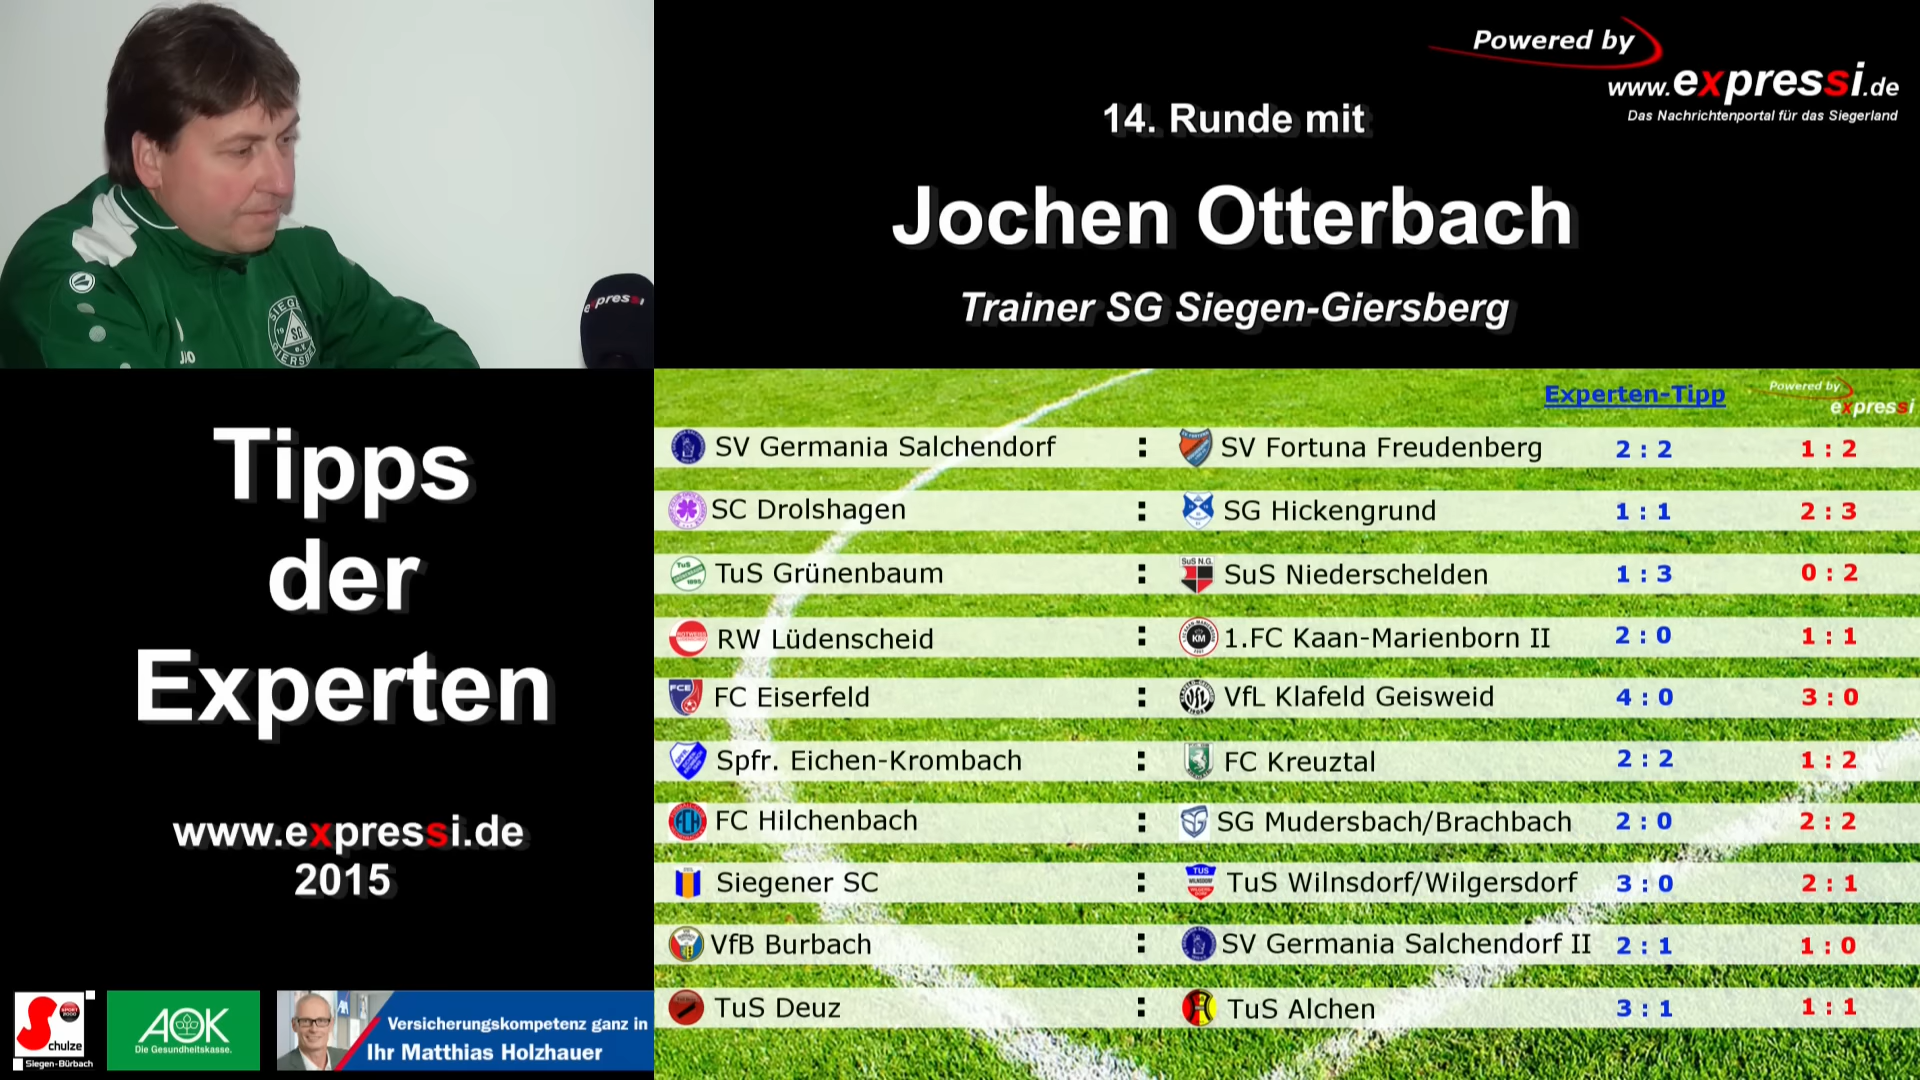 Powered by
www.expressi.de
Das Nachrichtenportal für das Siegerland
14. Runde mit
Jochen Otterbach
Trainer SG Siegen-Giersberg
expressi
SG
Tipps
der
Experten
www.expressi.de
2015
Experten-Tipp
Powered by
expressi
SV Germania Salchendorf : SV Fortuna Freudenberg 2 : 2 1 : 2
SC Drolshagen : SG Hickengrund 1 : 1 2 : 3
TuS Grünenbaum : SuS Niederschelden 1 : 3 0 : 2
RW Lüdenscheid : 1.FC Kaan-Marienborn II 2 : 0 1 : 1
FC Eiserfeld : VfL Klafeld Geisweid 4 : 0 3 : 0
Spfr. Eichen-Krombach : FC Kreuztal 2 : 2 1 : 2
FC Hilchenbach : SG Mudersbach/Brachbach 2 : 0 2 : 2
Siegener SC : TuS Wilnsdorf/Wilgersdorf 3 : 0 2 : 1
VfB Burbach : SV Germania Salchendorf II 2 : 1 1 : 0
TuS Deuz : TuS Alchen 3 : 1 1 : 1
Schulze
Siegen-Bürbach
AOK
Die Gesundheitskasse.
AXA
Versicherungskompetenz ganz in
Ihr Matthias Holzhauer